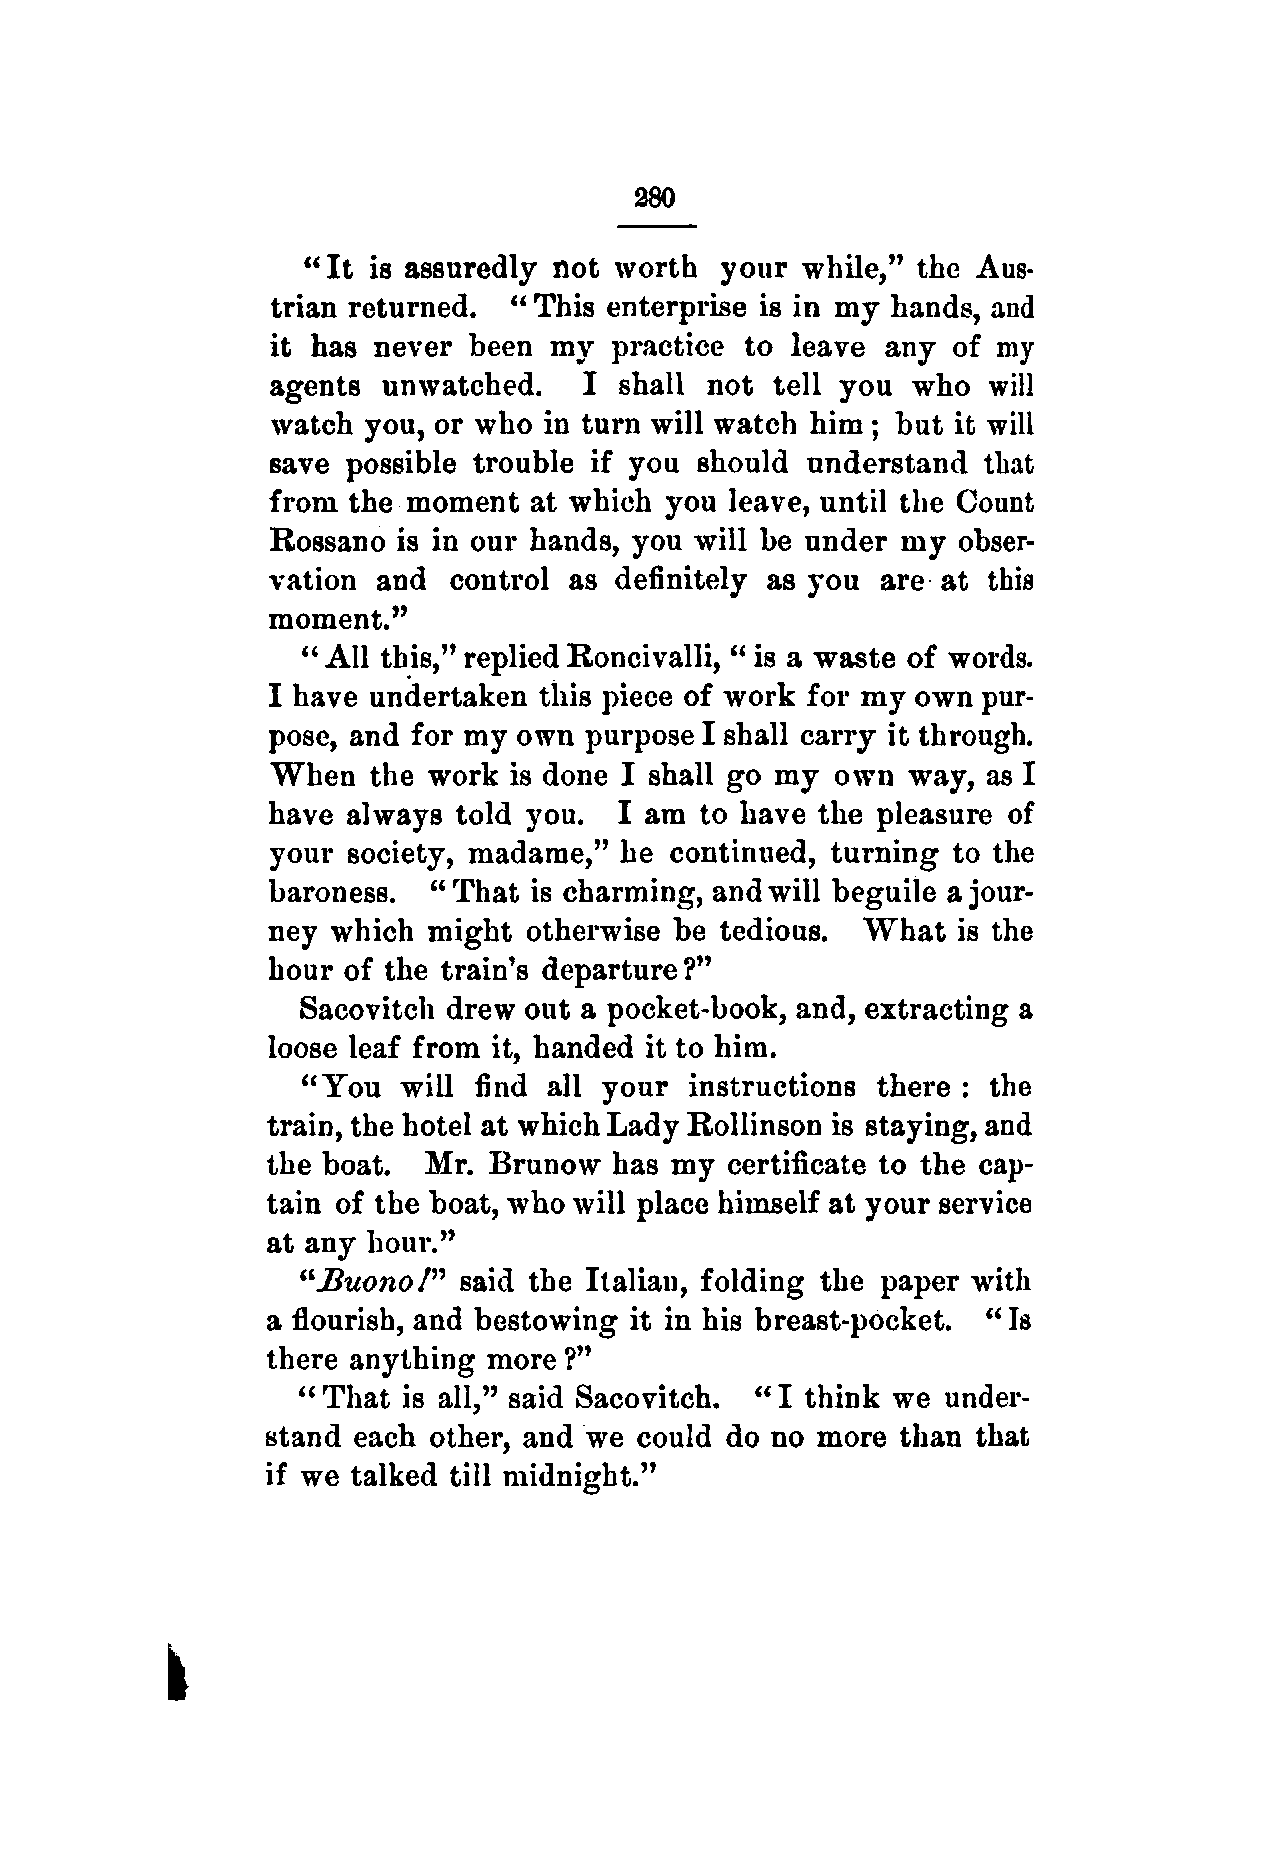 280
"It is assuredly not worth your while," the Aus-
trian returned. "This enterprise is in my hands, and
it has never been my practice to leave any of my
agents unwatched. I shall not tell you who will
watch you, or who in turn will watch him; but it will
save possible trouble if you should understand that
from the moment at which you leave, until the Count
Rossano is in our hands, you will be under my obser-
vation and control as definitely as you are at this
moment."
"All this," replied Roncivalli, "is a waste of words.
I have undertaken this piece of work for my own pur-
pose, and for my own purpose I shall carry it through.
When the work is done I shall go my own way, as I
have always told you. I am to have the pleasure of
your society, madame," he continued, turning to the
baroness. "That is charming, and will beguile a jour-
ney which might otherwise be tedious. What is the
hour of the train's departure?"
Sacovitch drew out a pocket-book, and, extracting a
loose leaf from it, handed it to him.
"You will find all your instructions there: the
train, the hotel at which Lady Rollinson is staying, and
the boat. Mr. Brunow has my certificate to the cap-
tain of the boat, who will place himself at your service
at any hour."
"Buono!" said the Italian, folding the paper with
a flourish, and bestowing it in his breast-pocket. "Is
there anything more?"
"That is all," said Sacovitch. "I think we under-
stand each other, and we could do no more than that
if we talked till midnight."